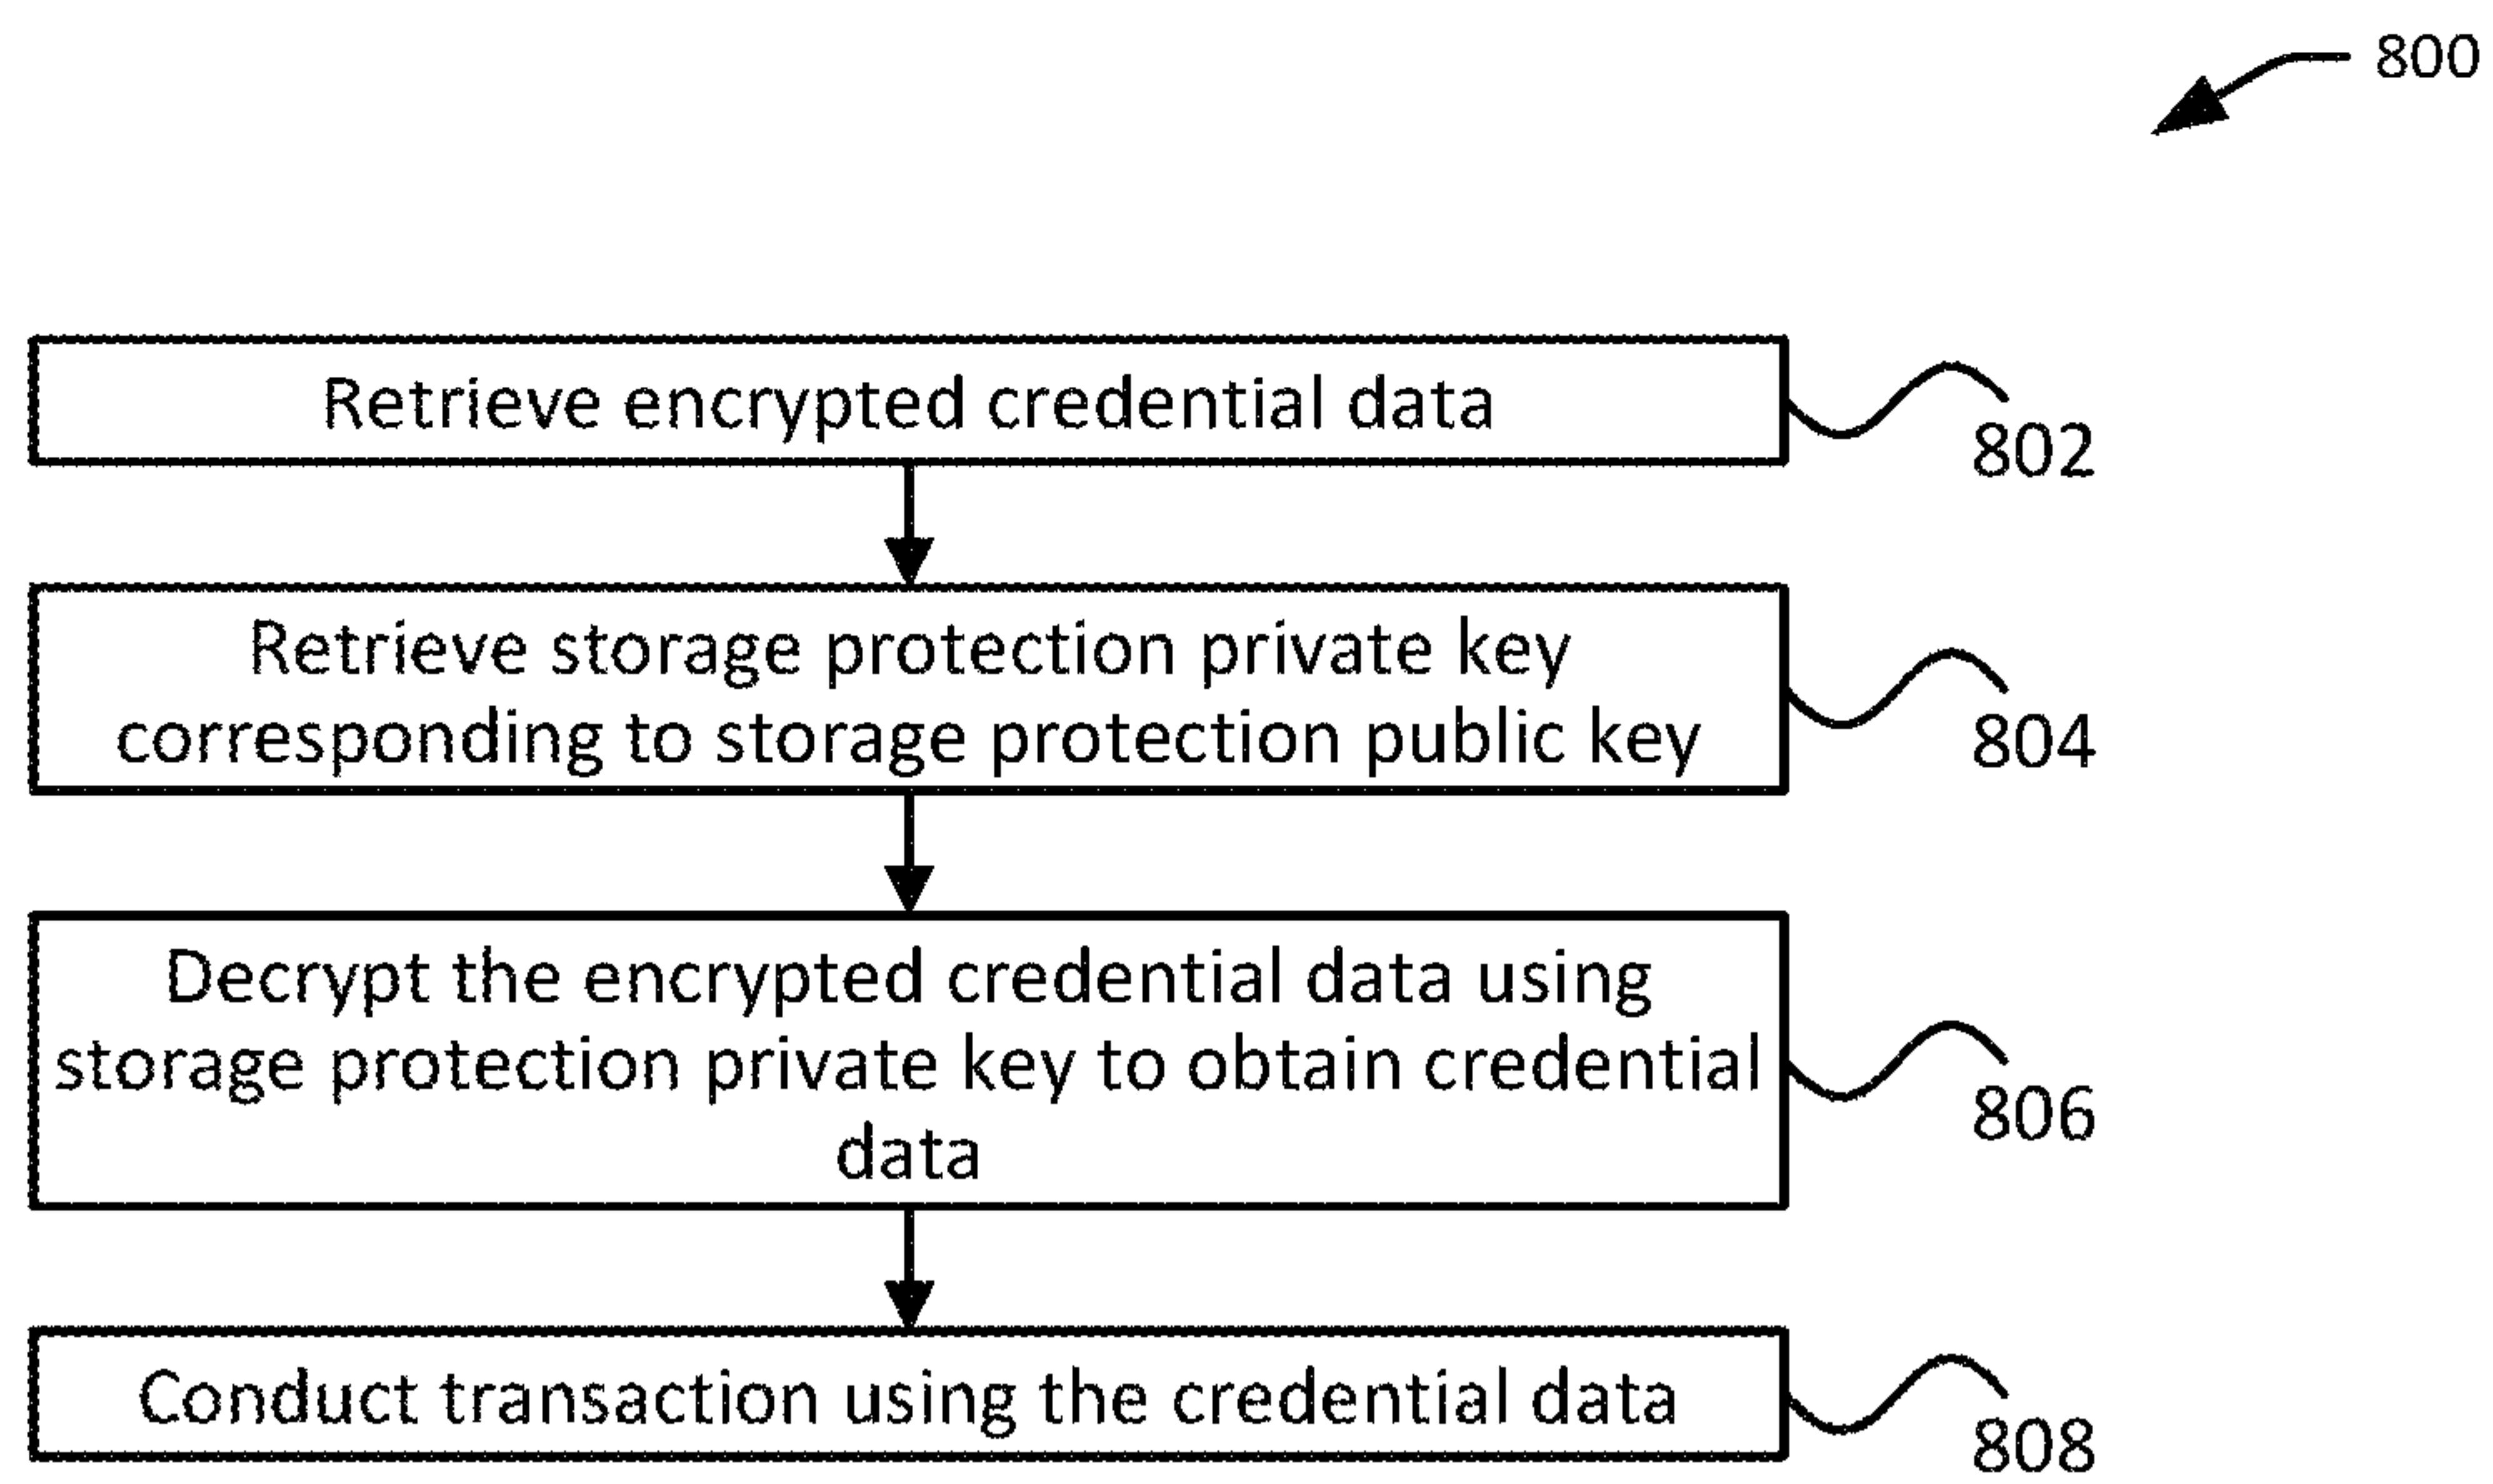 800
Retrieve encrypted credential data
802
Retrieve storage protection private key
corresponding to storage protection public key
804
Decrypt the encrypted credential data using
storage protection private key to obtain credential
data
806
Conduct transaction using the credential data
808